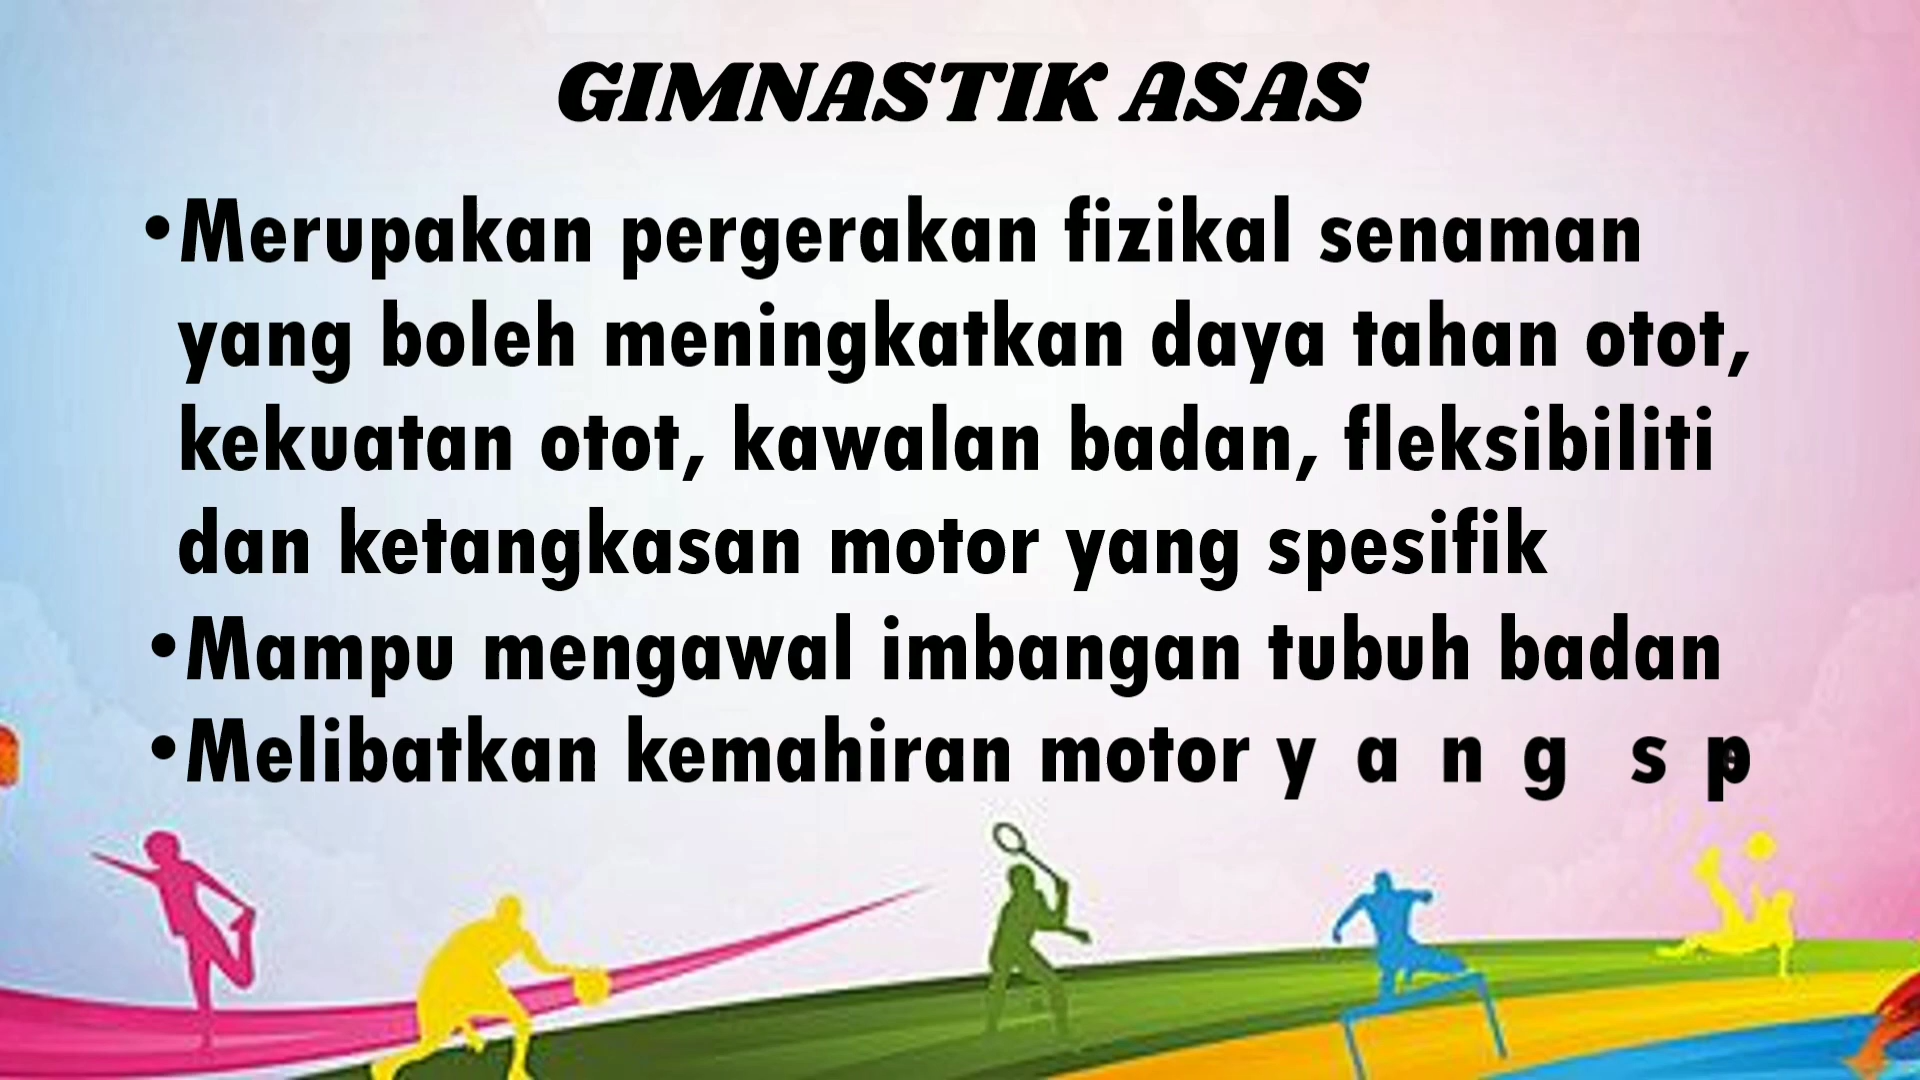 GIMNASTIK ASAS
•Merupakan pergerakan fizikal senaman
yang boleh meningkatkan daya tahan otot,
kekuatan otot, kawalan badan, fleksibiliti
dan ketangkasan motor yang spesifik
•Mampu mengawal imbangan tubuh badan
•Melibatkan kemahiran motor yang